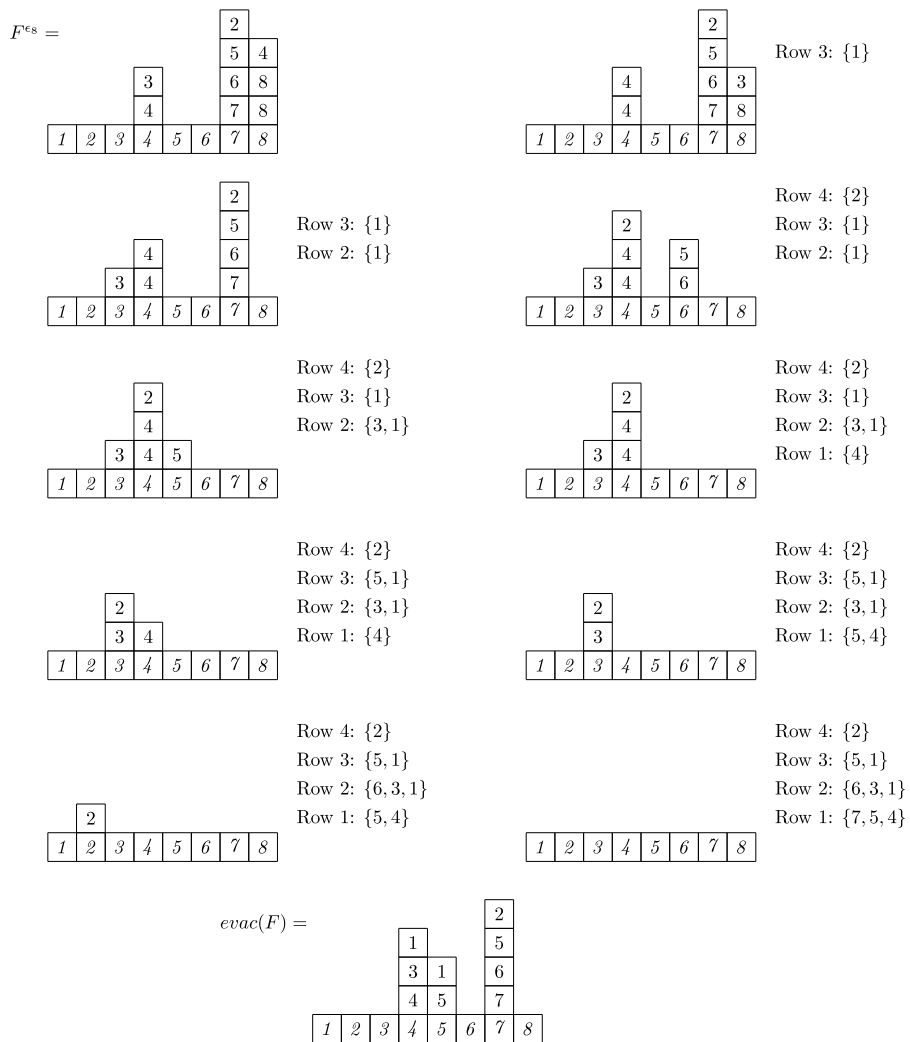 F^{ϵ_8} =
2
5 4
3 6 8
4 7 8
1 2 3 4 5 6 7 8
2
5
4 6 3
4 7 8
1 2 3 4 5 6 7 8
Row 3: {1}
2
5
4 6
3 4 7
1 2 3 4 5 6 7 8
Row 3: {1}
Row 2: {1}
2
4 5
3 4 6
1 2 3 4 5 6 7 8
Row 4: {2}
Row 3: {1}
Row 2: {1}
2
4
3 4 5
1 2 3 4 5 6 7 8
Row 4: {2}
Row 3: {1}
Row 2: {3, 1}
2
4
3 4
1 2 3 4 5 6 7 8
Row 4: {2}
Row 3: {1}
Row 2: {3, 1}
Row 1: {4}
2
3 4
1 2 3 4 5 6 7 8
Row 4: {2}
Row 3: {5, 1}
Row 2: {3, 1}
Row 1: {4}
2
3
1 2 3 4 5 6 7 8
Row 4: {2}
Row 3: {5, 1}
Row 2: {3, 1}
Row 1: {5, 4}
2
1 2 3 4 5 6 7 8
Row 4: {2}
Row 3: {5, 1}
Row 2: {6, 3, 1}
Row 1: {5, 4}
1 2 3 4 5 6 7 8
Row 4: {2}
Row 3: {5, 1}
Row 2: {6, 3, 1}
Row 1: {7, 5, 4}
evac(F) =
2
1 5
3 1 6
4 5 7
1 2 3 4 5 6 7 8